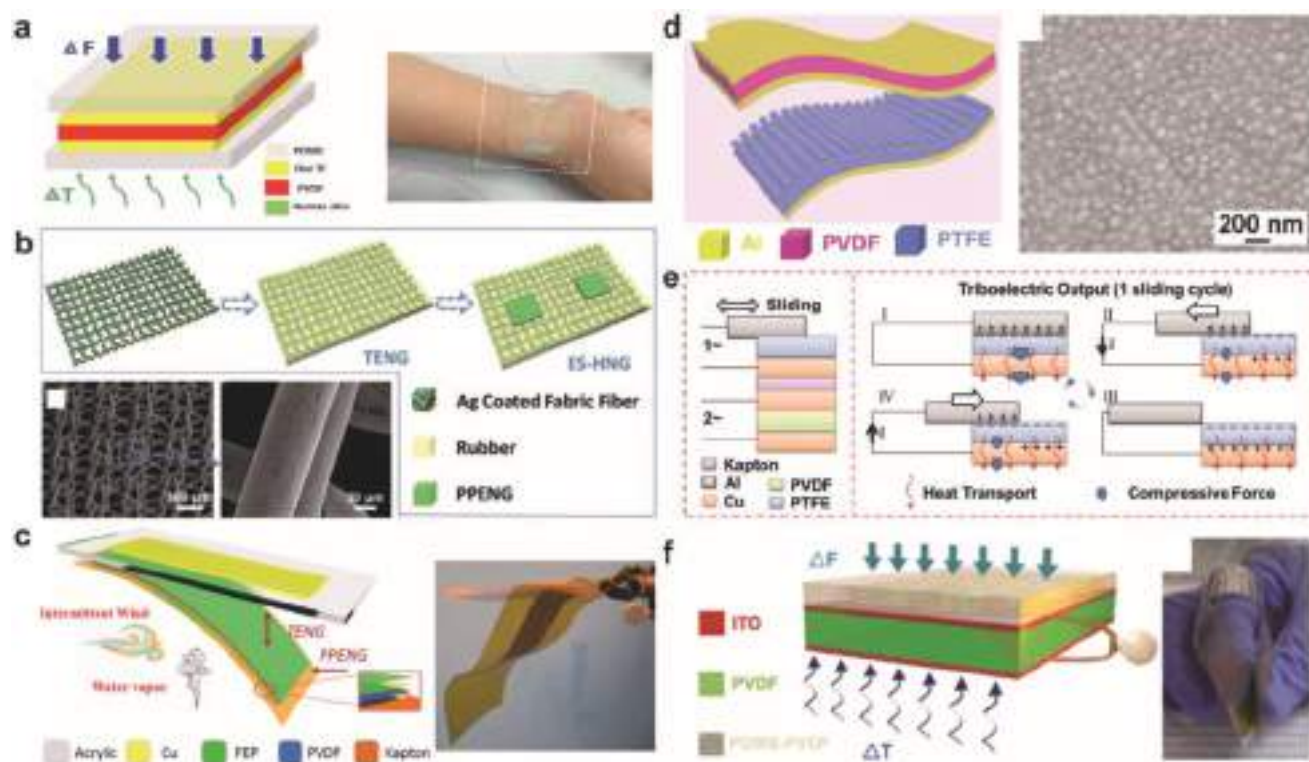 a
ΔF
ΔT
PVDF
b
TENG
ES-HNG
Ag Coated Fabric Fiber
Rubber
PPENG
c
Intermittent Wind
Water vapor
TENG
PPENG
Acrylic
Cu
FEP
PVDF
Kapton
d
Al
PVDF
PTFE
200 nm
e
Sliding
1~
2~
Kapton
Al
Cu
PVDF
PTFE
Triboelectric Output (1 sliding cycle)
I
II
IV
III
Heat Transport
Compressive Force
f
ΔF
ITO
PVDF
ΔT